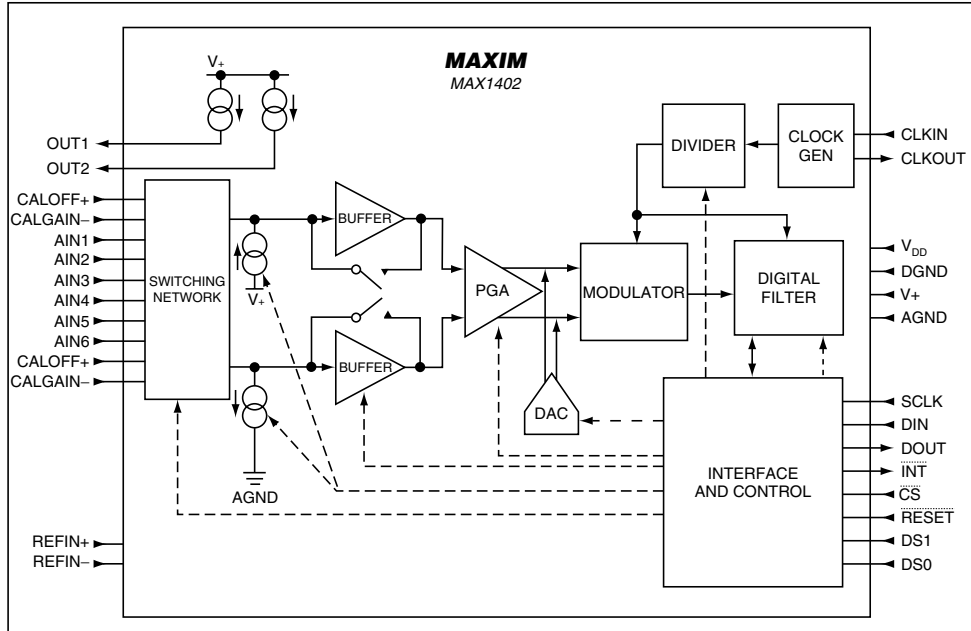 MAXIM
MAX1402
V+
OUT1
OUT2
CALOFF+
CALGAIN−
AIN1
AIN2
AIN3
AIN4
AIN5
AIN6
CALOFF+
CALGAIN−
REFIN+
REFIN−
SWITCHING
NETWORK
V+
AGND
BUFFER
BUFFER
PGA
DAC
MODULATOR
DIVIDER
CLOCK
GEN
DIGITAL
FILTER
INTERFACE
AND CONTROL
CLKIN
CLKOUT
VDD
DGND
V+
AGND
SCLK
DIN
DOUT
INT
CS
RESET
DS1
DS0